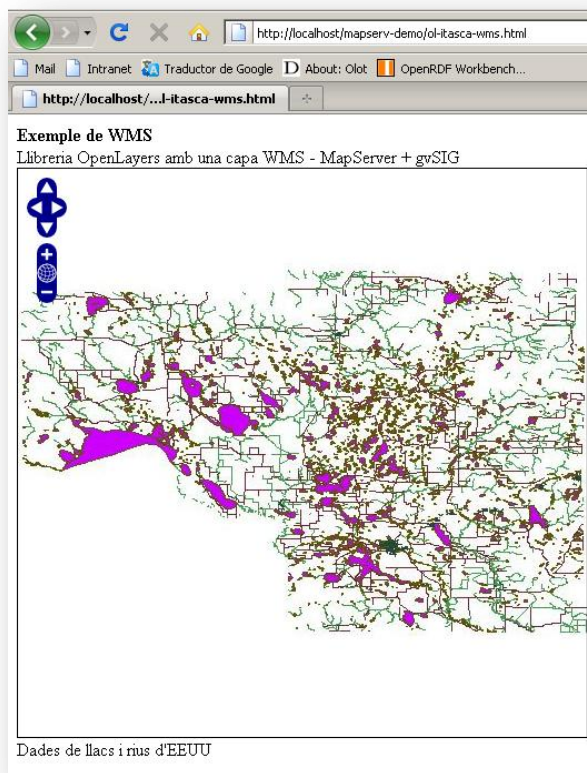 http://localhost/mapserv-demo/ol-itasca-wms.html
Mail Intranet Traductor de Google D About: Olot OpenRDF Workbench...
http://localhost/...l-itasca-wms.html
Exemple de WMS
Llibreria OpenLayers amb una capa WMS - MapServer + gvSIG
Dades de llacs i rius d'EEUU